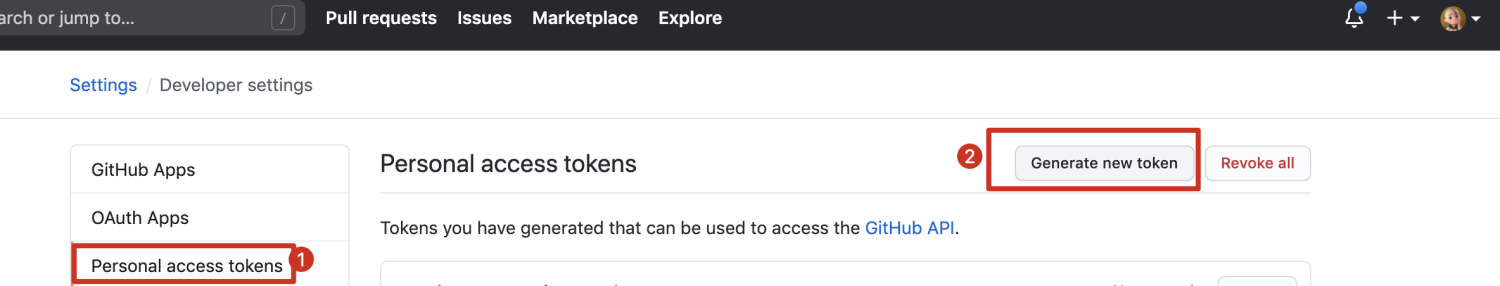 arch or jump to... / Pull requests Issues Marketplace Explore
Settings / Developer settings
GitHub Apps
OAuth Apps
Personal access tokens 1
Personal access tokens 2 Generate new token Revoke all
Tokens you have generated that can be used to access the GitHub API.